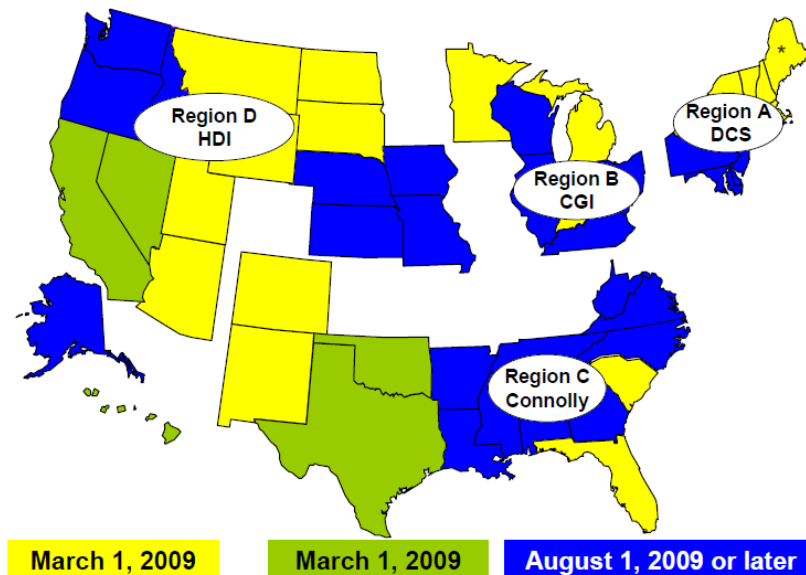 Region D
HDI
Region A
DCS
*
Region B
CGI
Region C
Connolly
March 1, 2009
March 1, 2009
August 1, 2009 or later